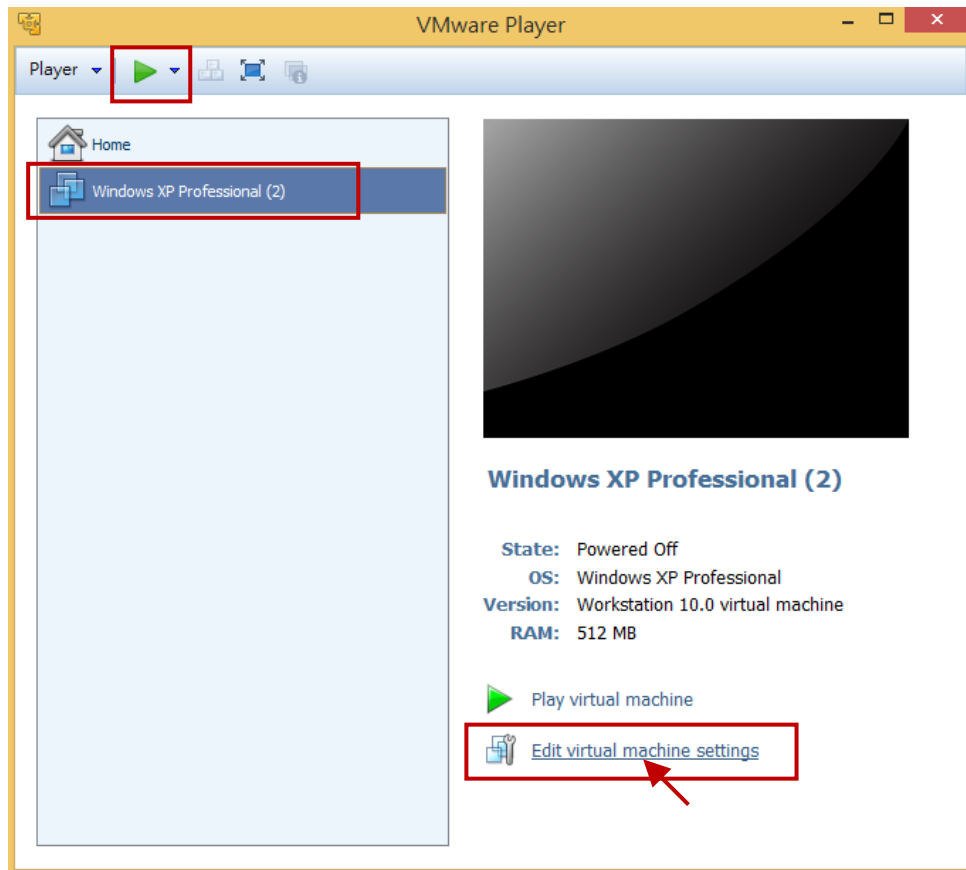 VMware Player
Player
Home
Windows XP Professional (2)
Windows XP Professional (2)
State: Powered Off
OS: Windows XP Professional
Version: Workstation 10.0 virtual machine
RAM: 512 MB
Play virtual machine
Edit virtual machine settings